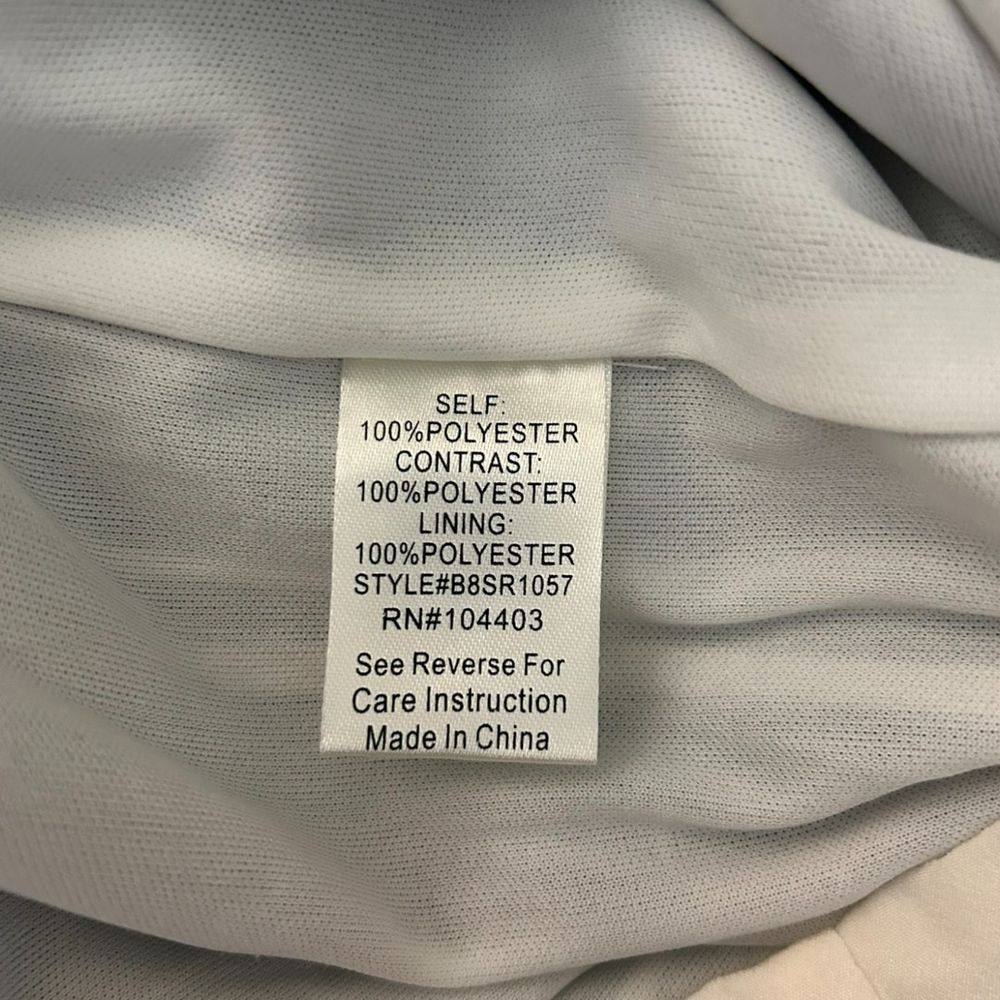 SELF:
100%POLYESTER
CONTRAST:
100%POLYESTER
LINING:
100%POLYESTER
STYLE#B8SR1057
RN#104403
See Reverse For
Care Instruction
Made In China